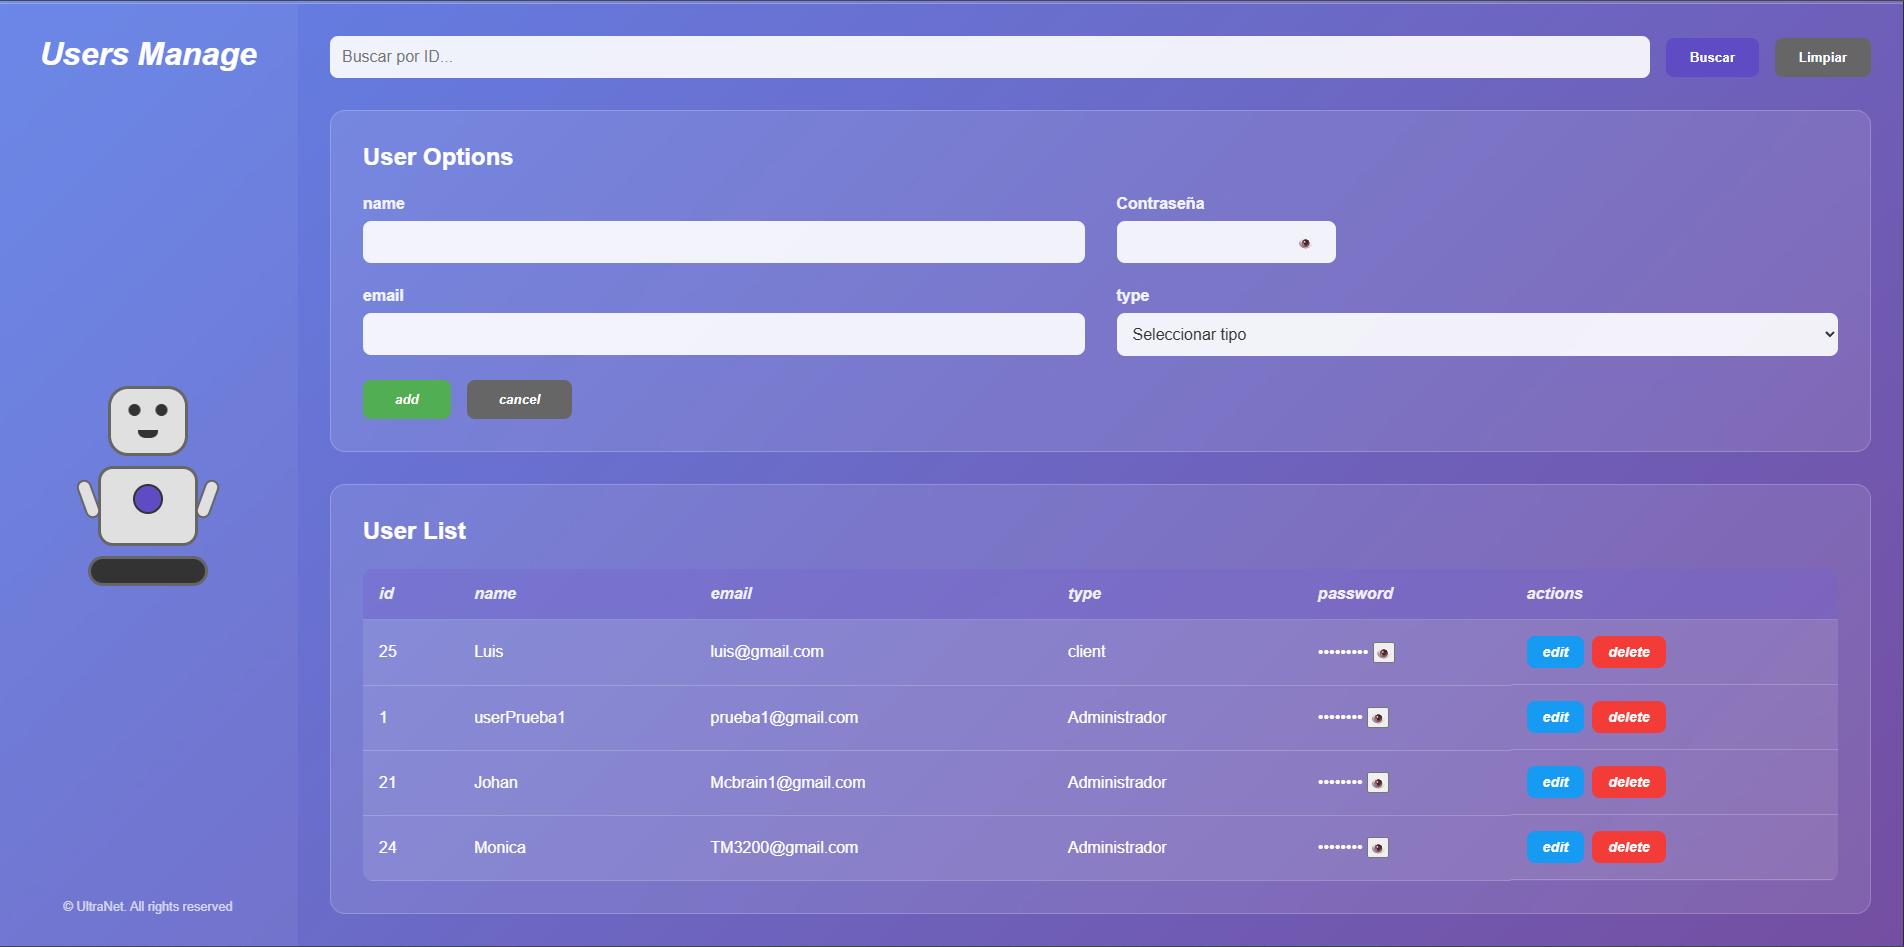 Users Manage
Buscar por ID...
Buscar
Limpiar
User Options
name
Contraseña
email
type
Seleccionar tipo
add
cancel
User List
id name email type password actions
25 Luis luis@gmail.com client ••••••••• edit delete
1 userPrueba1 prueba1@gmail.com Administrador •••••••• edit delete
21 Johan Mcbrain1@gmail.com Administrador •••••••• edit delete
24 Monica TM3200@gmail.com Administrador •••••••• edit delete
© UltraNet. All rights reserved